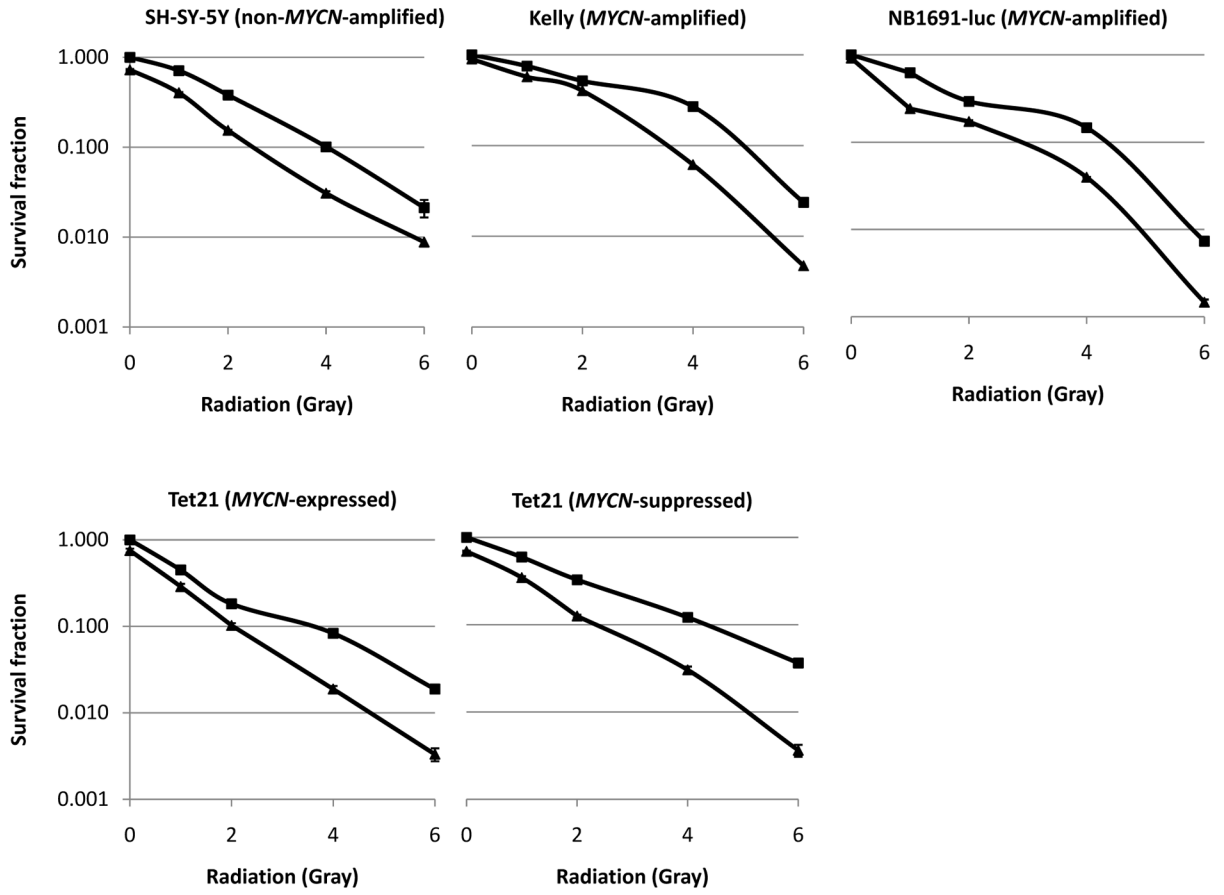 SH-SY-5Y (non-MYCN-amplified)
Kelly (MYCN-amplified)
NB1691-luc (MYCN-amplified)
Survival fraction
1.000
0.100
0.010
0.001
0 2 4 6
0 2 4 6
0 2 4 6
Radiation (Gray)
Radiation (Gray)
Radiation (Gray)
Tet21 (MYCN-expressed)
Tet21 (MYCN-suppressed)
Survival fraction
1.000
0.100
0.010
0.001
0 2 4 6
0 2 4 6
Radiation (Gray)
Radiation (Gray)